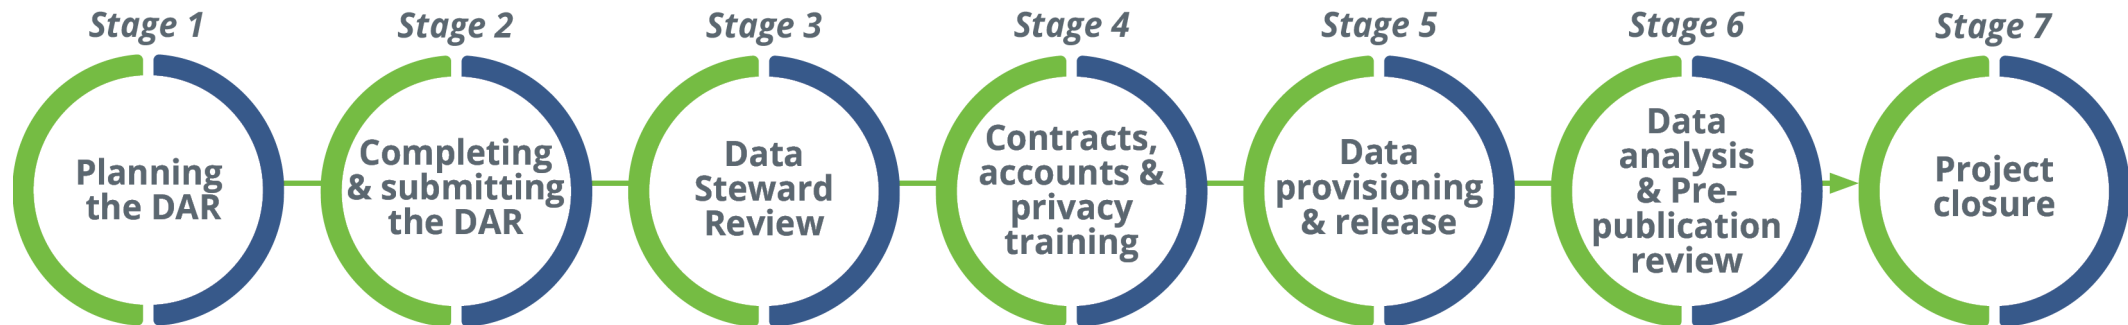 Stage 1
Planning
the DAR
Stage 2
Completing
& submitting
the DAR
Stage 3
Data
Steward
Review
Stage 4
Contracts,
accounts &
privacy
training
Stage 5
Data
provisioning
& release
Stage 6
Data
analysis
& Pre-
publication
review
Stage 7
Project
closure